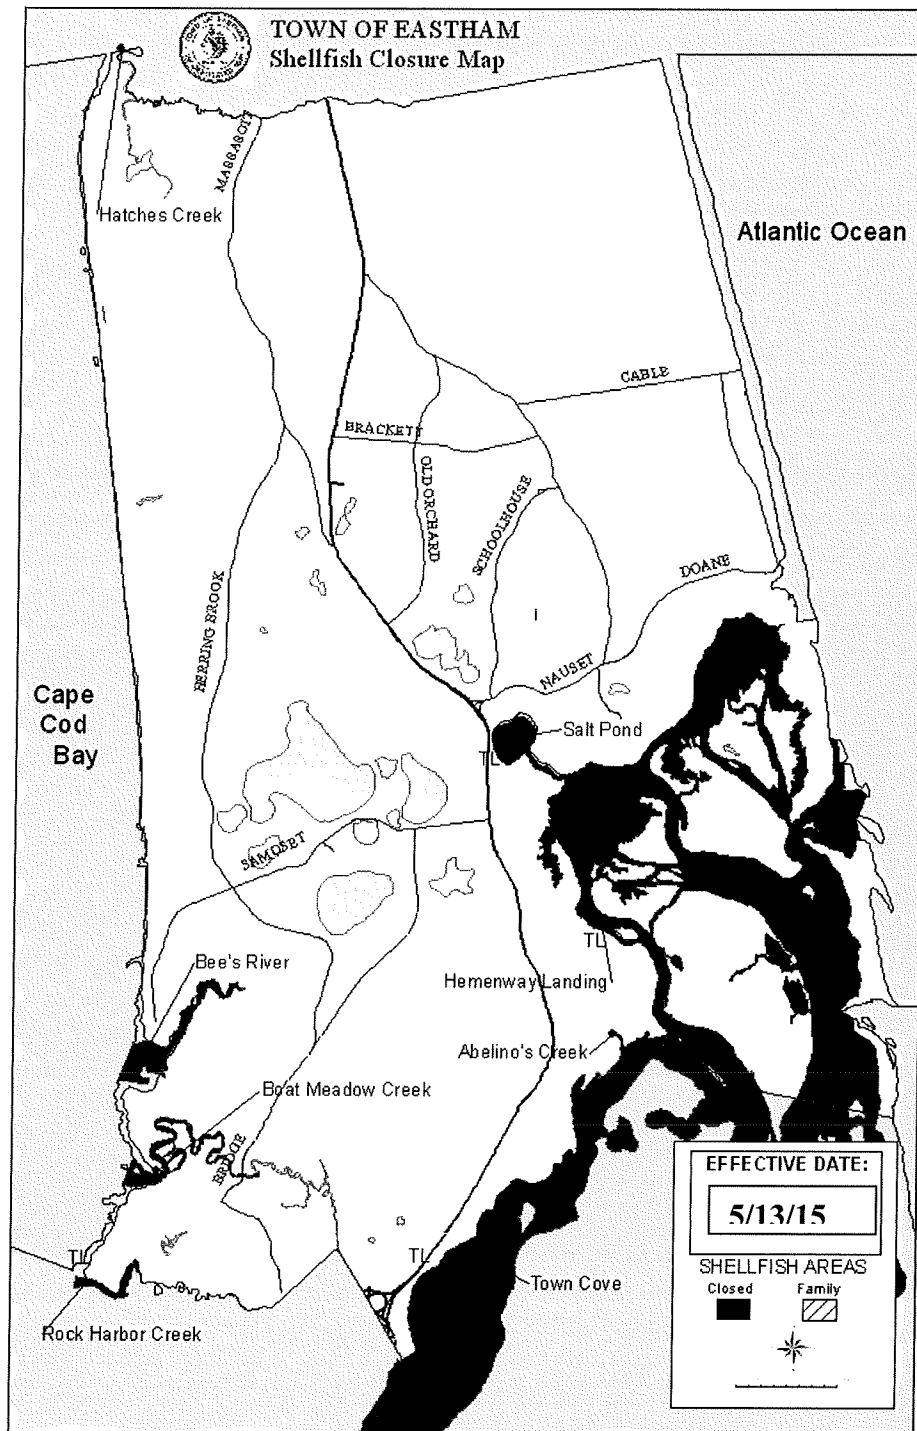 TOWN OF EASTHAM
Shellfish Closure Map
MASSASOIT
Hatches Creek
Atlantic Ocean
CABLE
BRACKETT
OLD ORCHARD
SCHOOLHOUSE
DOANE
HERRING BROOK
NAUSET
Cape
Cod
Bay
Salt Pond
TL
SAMOSET
TL
Bee's River
Hemenway Landing
Abelino's Creek
Boat Meadow Creek
BRIDGE
EFFECTIVE DATE:
5/13/15
TL
TL
SHELLFISH AREAS
Closed
Family
Town Cove
Rock Harbor Creek